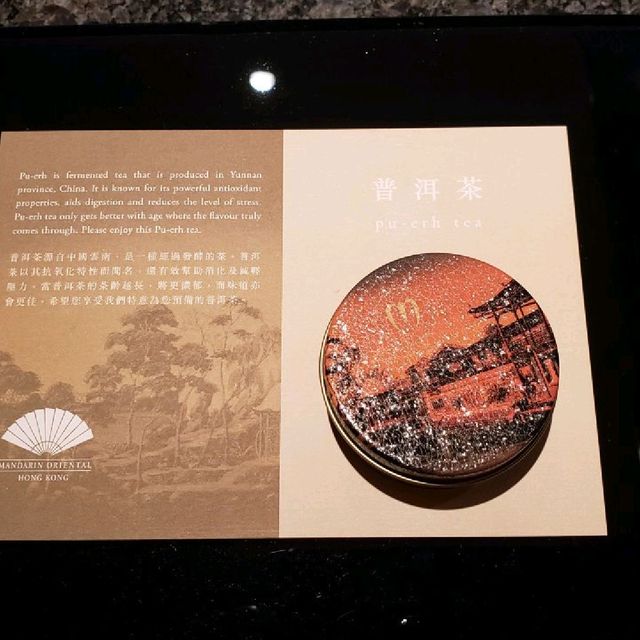 Pu-erh is fermented tea that is produced in Yunnan
province, China. It is known for its powerful antioxidant
properties, aids digestion and reduces the level of stress.
Pu-erh tea only gets better with age where the flavour truly
comes through. Please enjoy this Pu-erh tea.
普洱茶源自中國雲南，是一種經過發酵的茶。普洱
茶以其抗氧化特性而聞名，還有效幫助消化及減輕
壓力。當普洱茶的茶齡越長，將更濃郁，而味道亦
會更佳。希望您享受我們特意為您預備的普洱茶。
MANDARIN ORIENTAL
HONG KONG
普洱茶
pu-erh tea